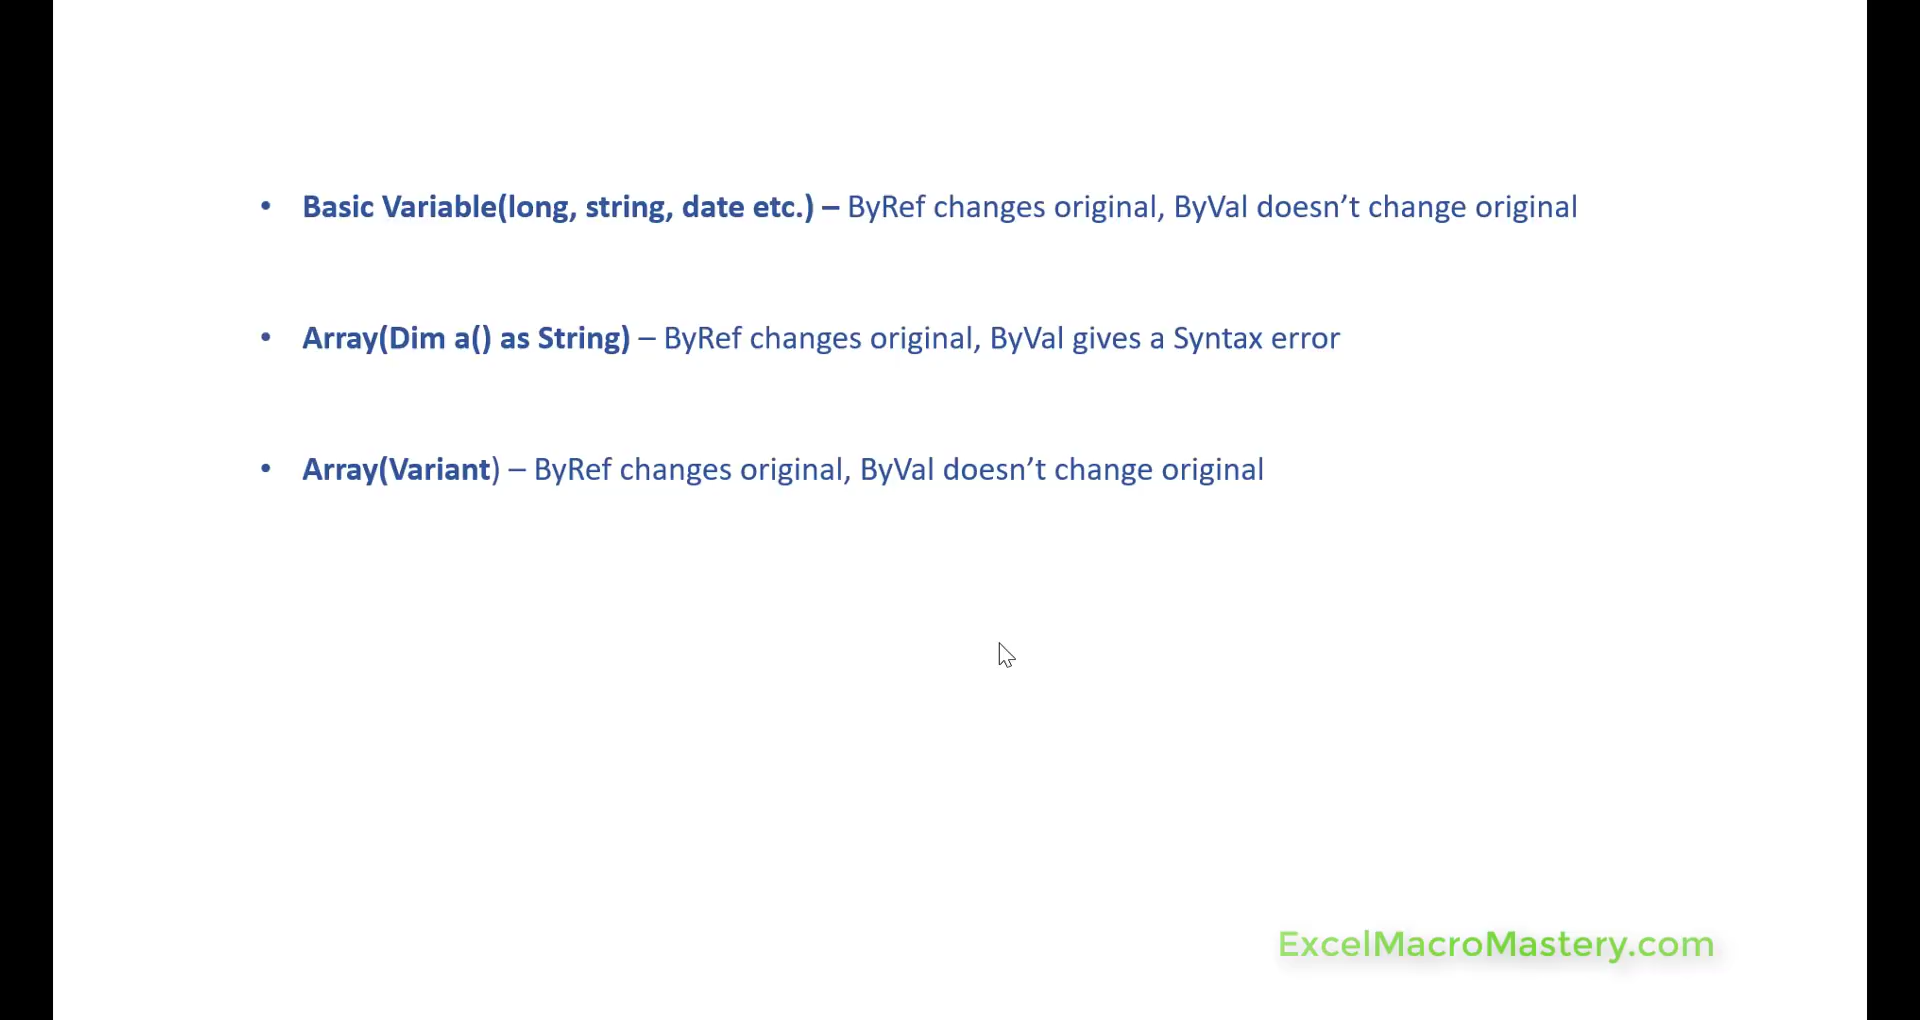 • Basic Variable(long, string, date etc.) – ByRef changes original, ByVal doesn’t change original
• Array(Dim a() as String) – ByRef changes original, ByVal gives a Syntax error
• Array(Variant) – ByRef changes original, ByVal doesn’t change original
ExcelMacroMastery.com